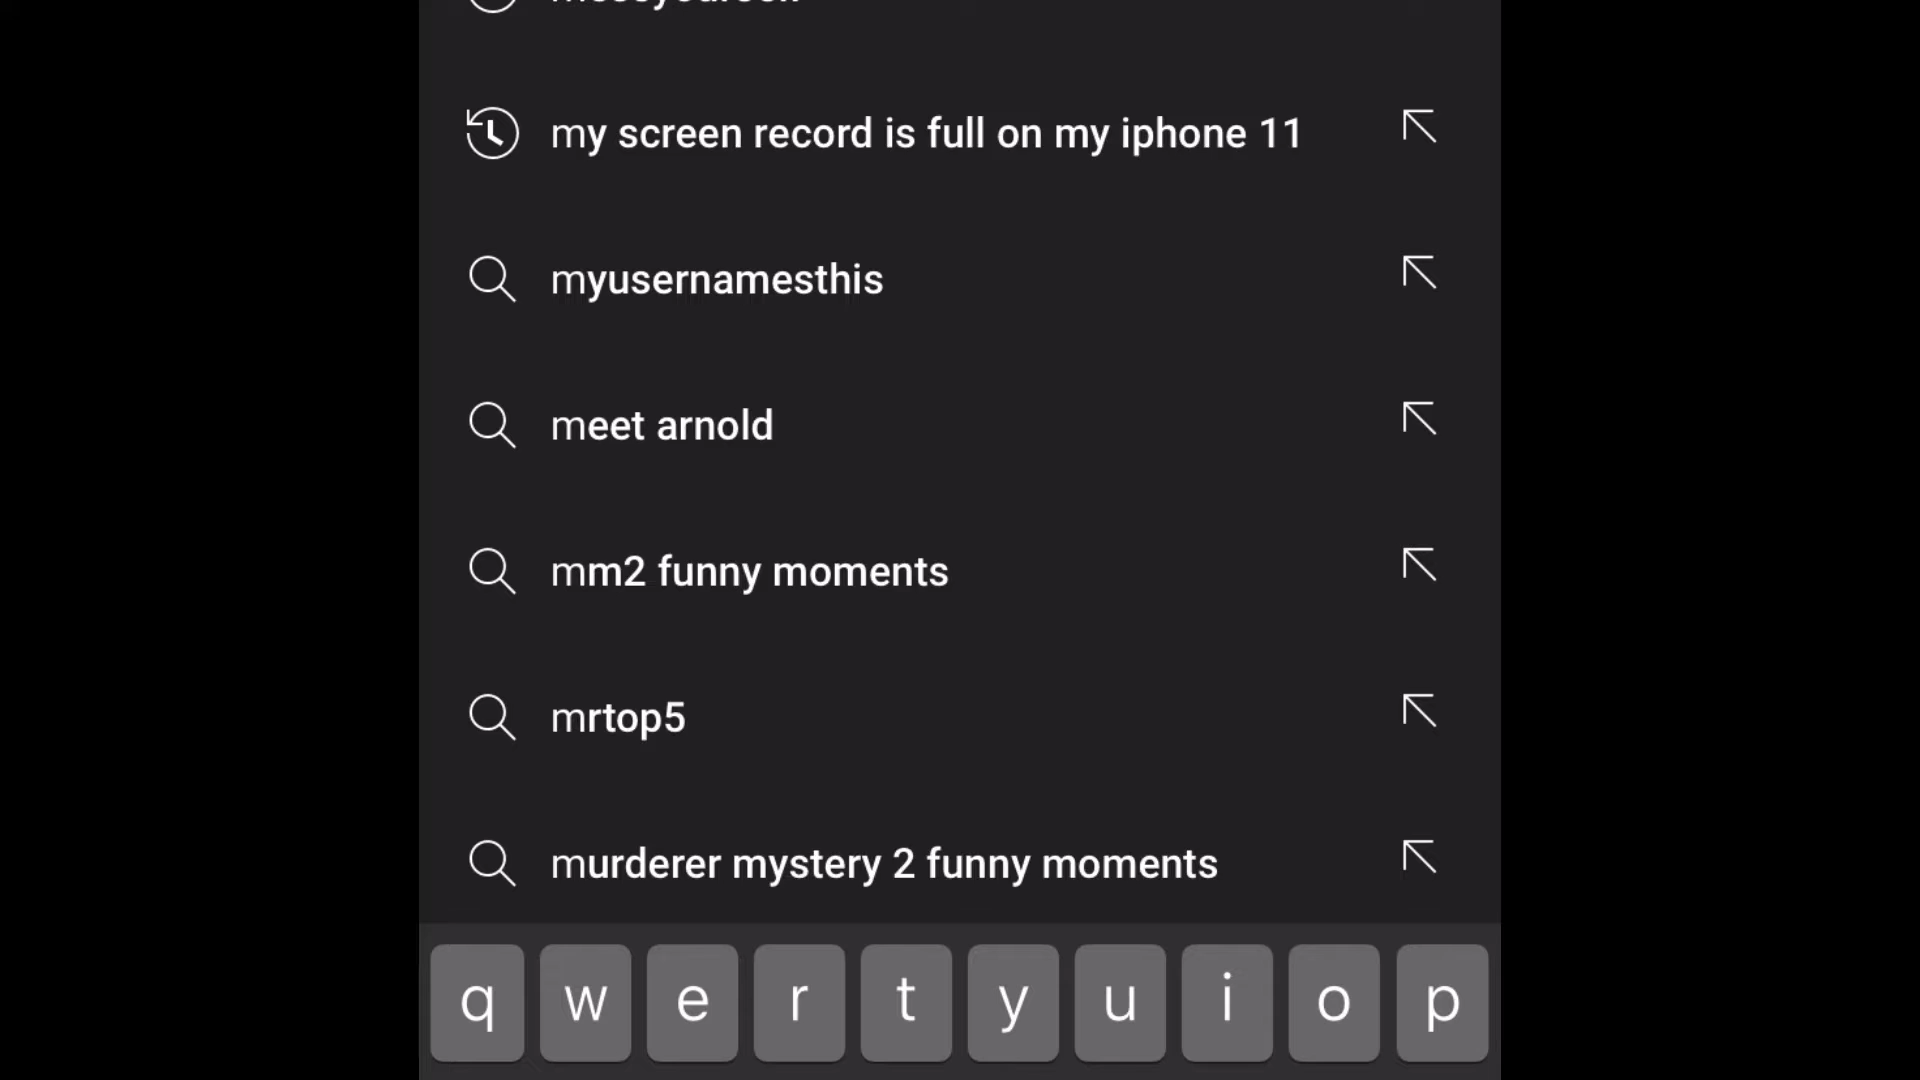 my screen record is full on my iphone 11
myusernamesthis
meet arnold
mm2 funny moments
mrtop5
murderer mystery 2 funny moments
q w e r t y u i o p